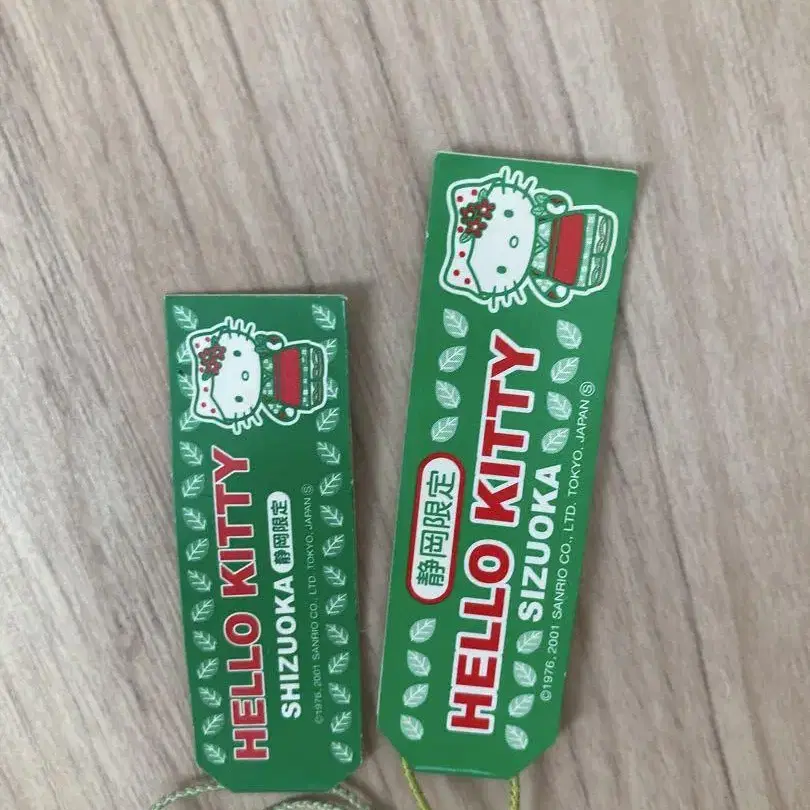 HELLO KITTY
SHIZUOKA 静岡限定
©1976, 2001 SANRIO CO., LTD. TOKYO, JAPAN Ⓢ
静岡限定
HELLO KITTY
SIZUOKA
©1976, 2001 SANRIO CO., LTD. TOKYO, JAPAN Ⓢ